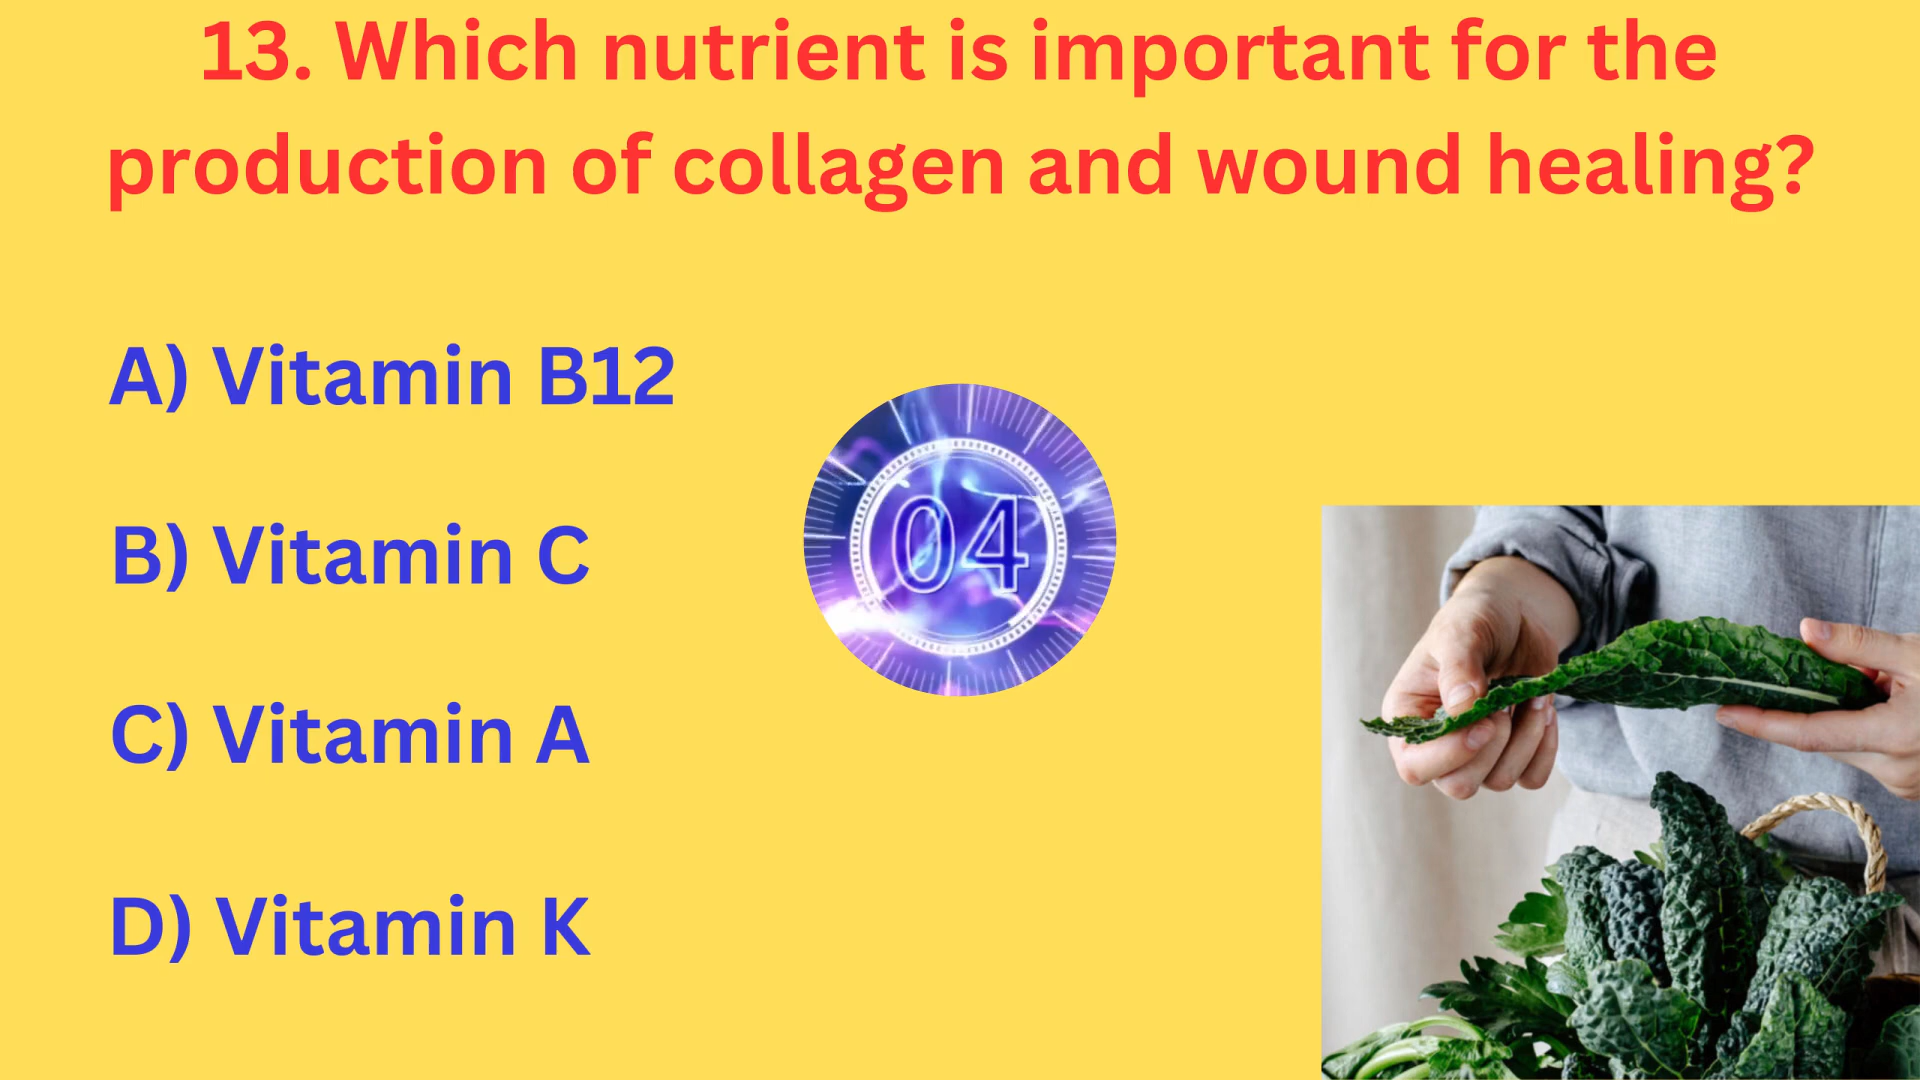 13. Which nutrient is important for the
production of collagen and wound healing?
A) Vitamin B12
B) Vitamin C
04
C) Vitamin A
D) Vitamin K